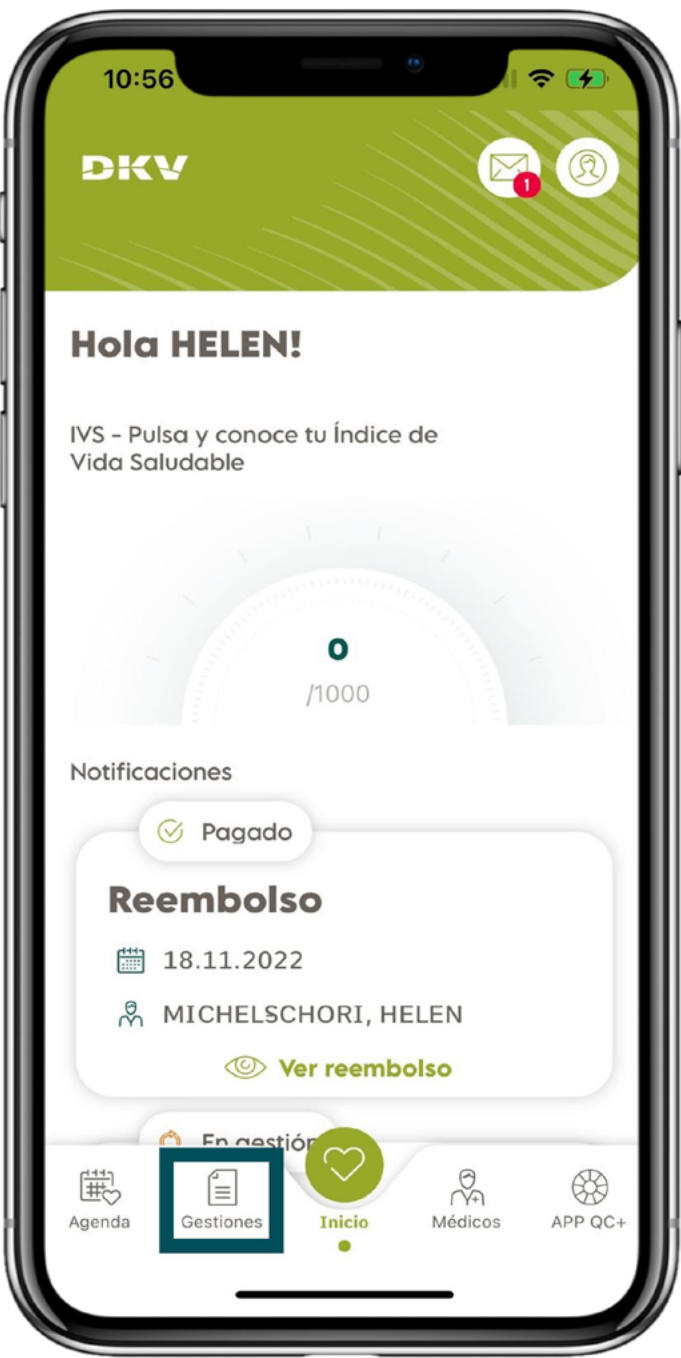 10:56
DKV
1
Hola HELEN!
IVS - Pulsa y conoce tu Índice de
Vida Saludable
0
/1000
Notificaciones
Pagado
Reembolso
18.11.2022
MICHELSCHORI, HELEN
Ver reembolso
En gestión
Agenda
Gestiones
Inicio
Médicos
APP QC+